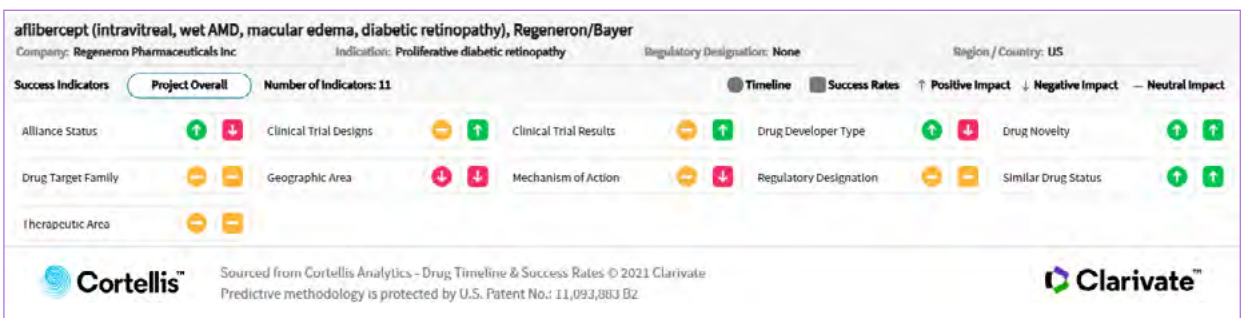 aflibercept (intravitreal, wet AMD, macular edema, diabetic retinopathy), Regeneron/Bayer
Company: Regeneron Pharmaceuticals Inc Indication: Proliferative diabetic retinopathy Regulatory Designation: None Region / Country: US
Success Indicators Project Overall Number of Indicators: 11 Timeline Success Rates ↑ Positive Impact ↓ Negative Impact — Neutral Impact
Alliance Status Clinical Trial Designs Clinical Trial Results Drug Developer Type Drug Novelty
Drug Target Family Geographic Area Mechanism of Action Regulatory Designation Similar Drug Status
Therapeutic Area
Cortellis™ Sourced from Cortellis Analytics - Drug Timeline & Success Rates © 2021 Clarivate Clarivate™
Predictive methodology is protected by U.S. Patent No.: 11,093,883 B2